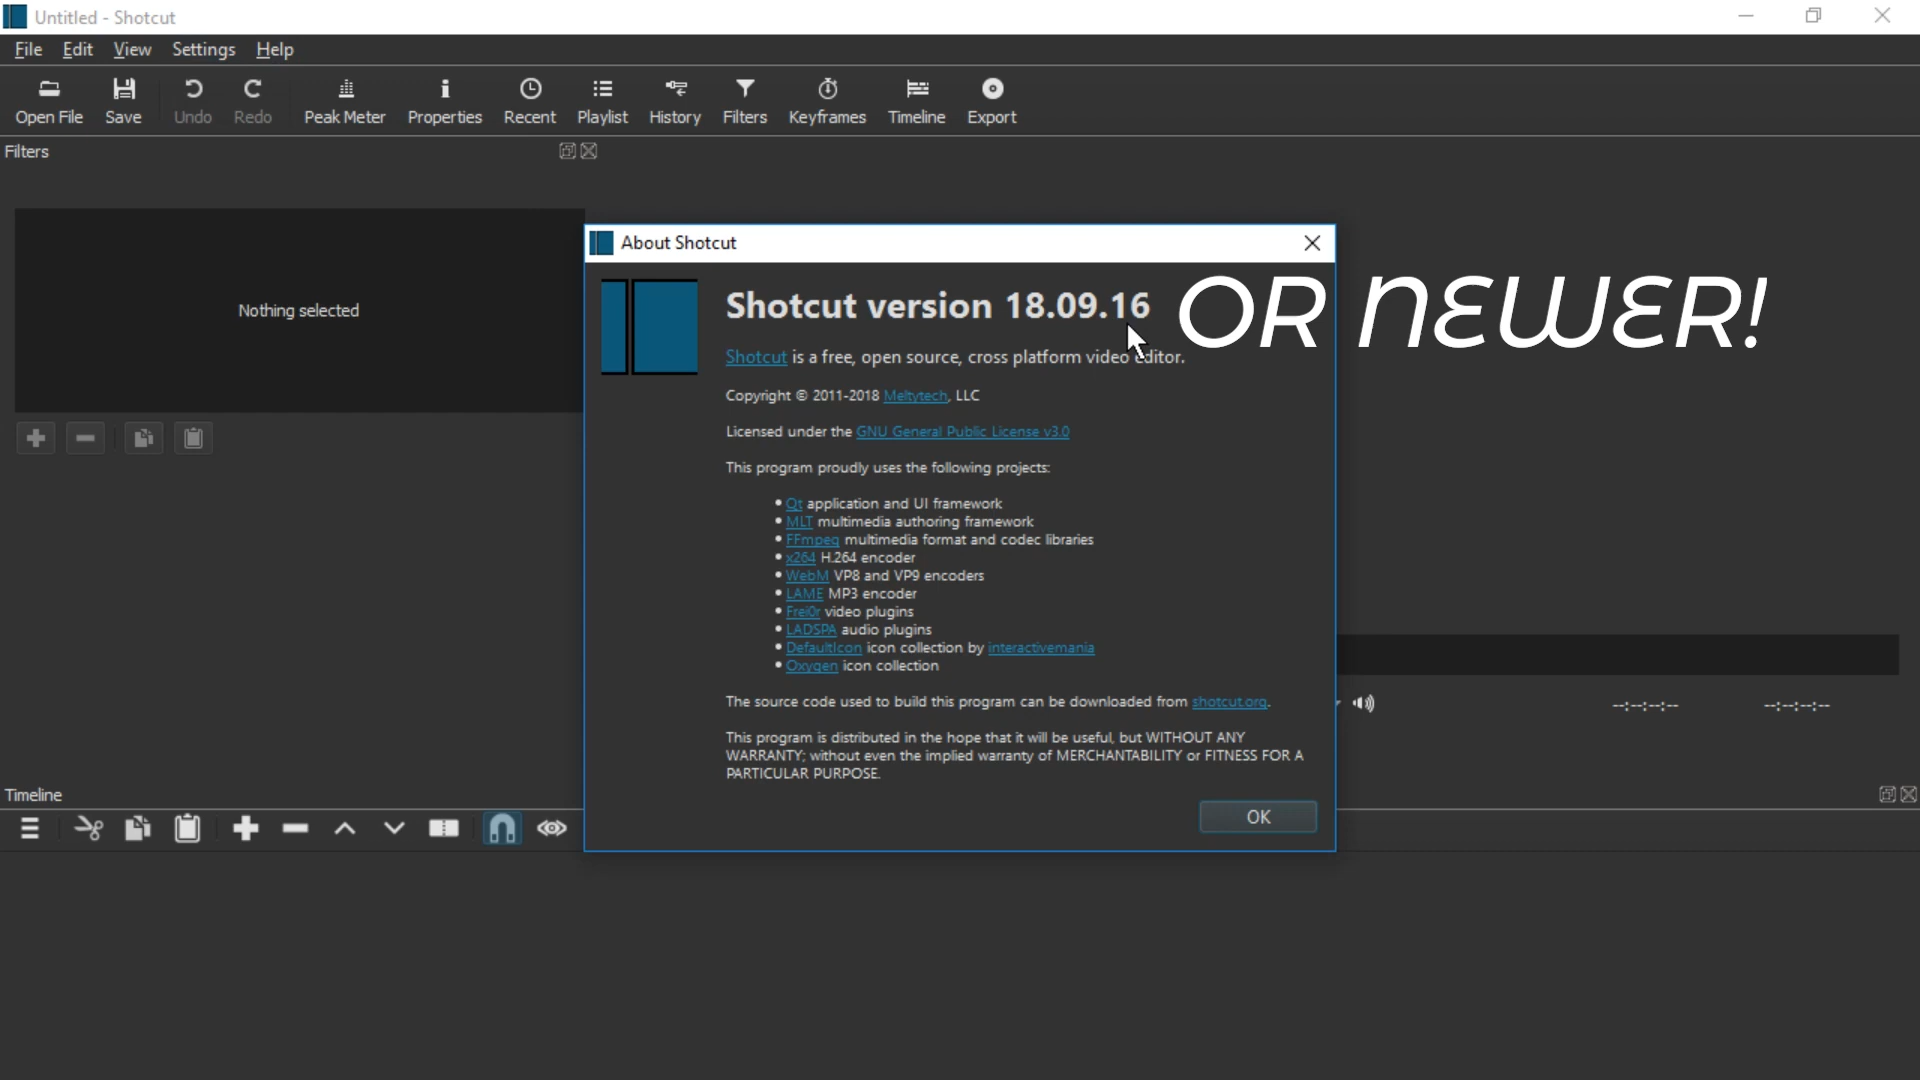 Untitled - Shotcut
File Edit View Settings Help
Open File Save Undo Redo Peak Meter Properties Recent Playlist History Filters Keyframes Timeline Export
Filters
Nothing selected
About Shotcut
Shotcut version 18.09.16 OR NEWER!
Shotcut is a free, open source, cross platform video editor.
Copyright © 2011-2018 Meltytech, LLC
Licensed under the GNU General Public License v3.0
This program proudly uses the following projects:
• Qt application and UI framework
• MLT multimedia authoring framework
• FFmpeg multimedia format and codec libraries
• x264 H.264 encoder
• WebM VP8 and VP9 encoders
• LAME MP3 encoder
• Frei0r video plugins
• LADSPA audio plugins
• DefaultIcon icon collection by interactivemania
• Oxygen icon collection
The source code used to build this program can be downloaded from shotcut.org.
This program is distributed in the hope that it will be useful, but WITHOUT ANY
WARRANTY; without even the implied warranty of MERCHANTABILITY or FITNESS FOR A
PARTICULAR PURPOSE.
OK
--:--:--:-- --:--:--:--
Timeline